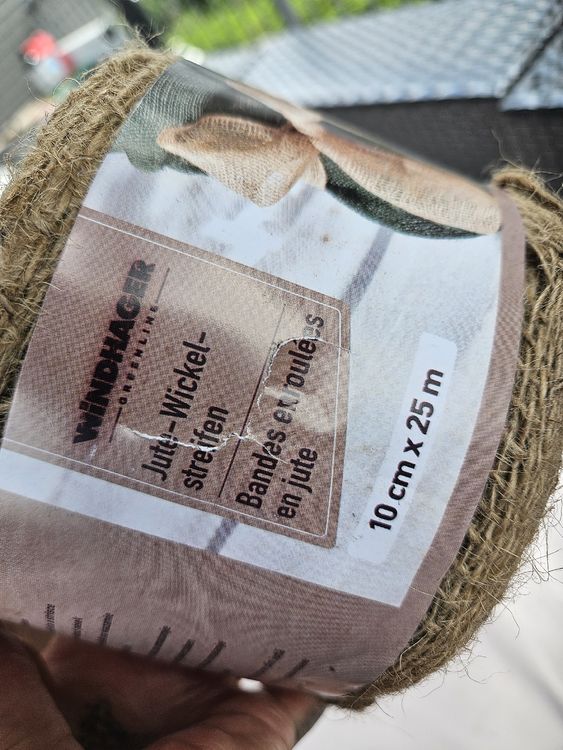 WINDHAGER
GREENLINE
Jute-Wickel-
streifen
Bandes enroulées
en jute
10 cm x 25 m